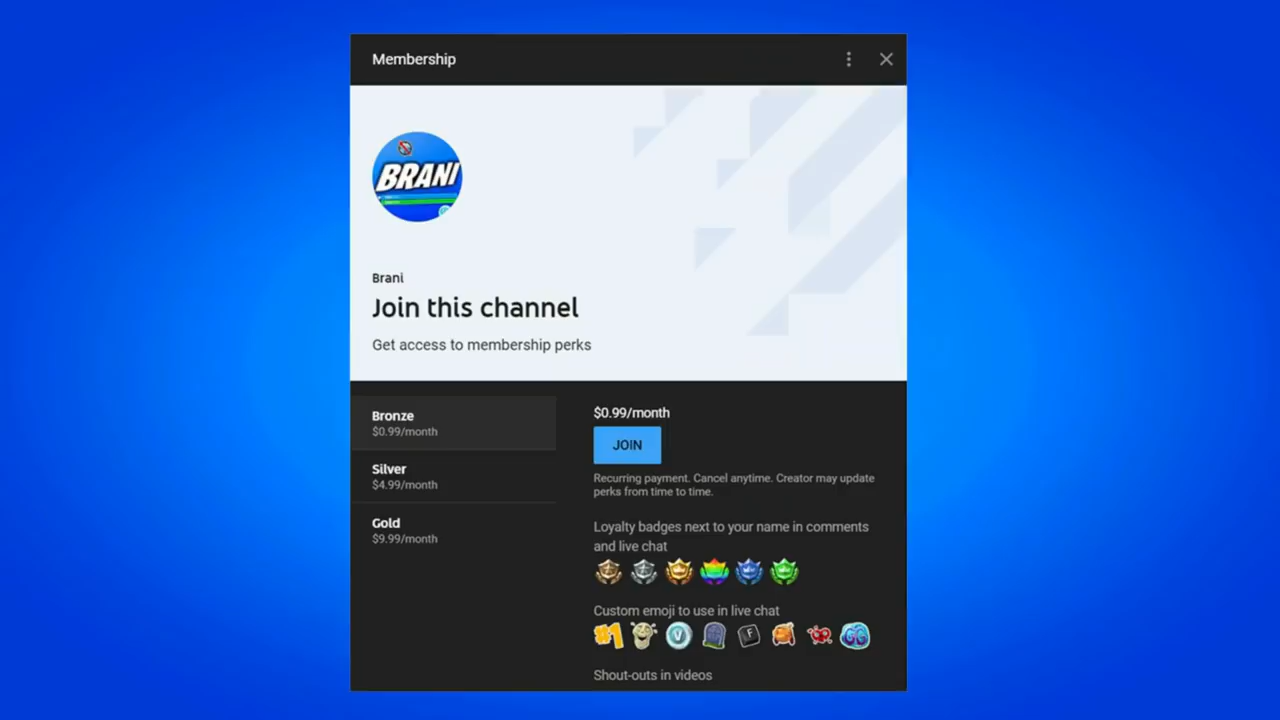 Membership
BRANI
Brani
Join this channel
Get access to membership perks
Bronze
$0.99/month
Silver
$4.99/month
Gold
$9.99/month
$0.99/month
JOIN
Recurring payment. Cancel anytime. Creator may update
perks from time to time.
Loyalty badges next to your name in comments
and live chat
Custom emoji to use in live chat
#1 V F GG
Shout-outs in videos